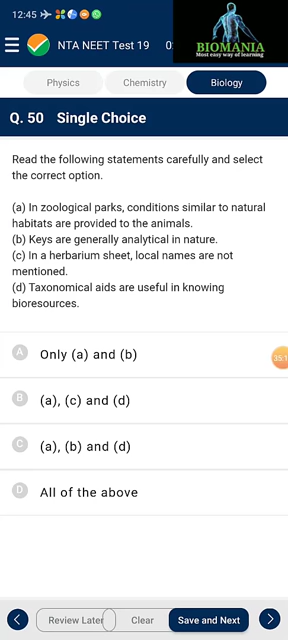 12:45
NTA NEET Test 19
BIOMANIA
Most easy way of learning
Physics
Chemistry
Biology
Q. 50 Single Choice
Read the following statements carefully and select
the correct option.
(a) In zoological parks, conditions similar to natural
habitats are provided to the animals.
(b) Keys are generally analytical in nature.
(c) In a herbarium sheet, local names are not
mentioned.
(d) Taxonomical aids are useful in knowing
bioresources.
A Only (a) and (b)
B (a), (c) and (d)
C (a), (b) and (d)
D All of the above
Review Later
Clear
Save and Next